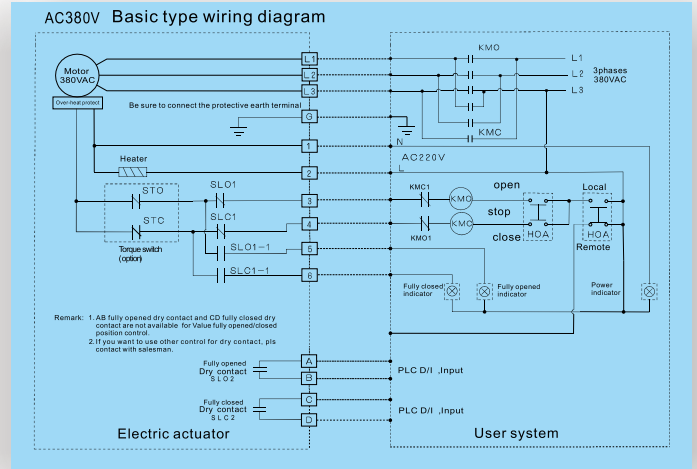 AC380V Basic type wiring diagram
Motor
380VAC
Over-heat protect
L1
L2
L3
G
1
2
3
4
5
6
A
B
C
D
Be sure to connect the protective earth terminal
Heater
STO
STC
SLO1
SLC1
SLO1-1
SLC1-1
Torque switch
(option)
Remark: 1. AB fully opened dry contact and CD fully closed dry
contact are not available for Value fully opened/closed
position control.
2. If you want to use other control for dry contact, pls
contact with salesman.
Fully opened
Dry contact
SLO2
Fully closed
Dry contact
SLC2
Electric actuator
KMO
KMC
L1
L2
L3
3phases
380VAC
N
AC220V
L
KMC1
KMO
KMO1
KMC
open
stop
close
HOA
Local
HOA
Remote
Fully closed
indicator
Fully opened
indicator
Power
indicator
PLC D/I ,Input
PLC D/I ,Input
User system